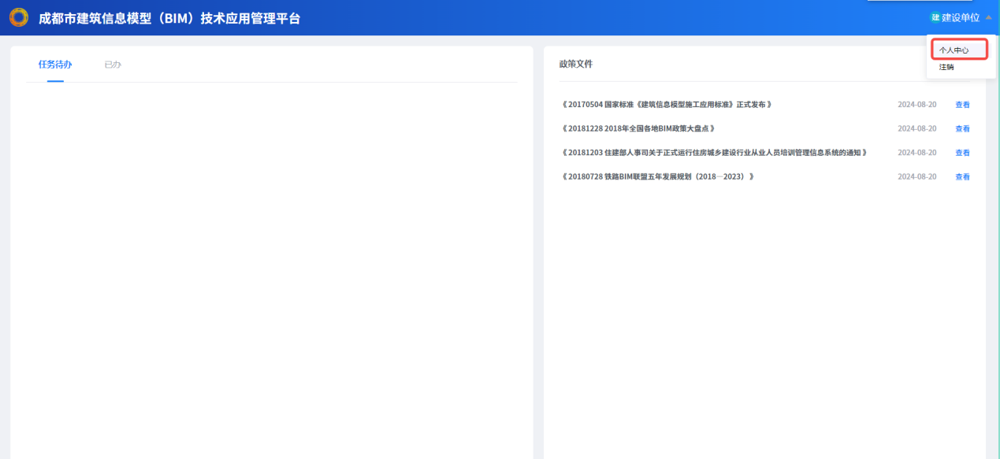 成都市建筑信息模型（BIM）技术应用管理平台
建 建设单位
个人中心
注销
任务待办 已办
政策文件
《 20170504 国家标准《建筑信息模型施工应用标准》正式发布 》 2024-08-20 查看
《 20181228 2018年全国各地BIM政策大盘点 》 2024-08-20 查看
《 20181203 住建部人事司关于正式运行住房城乡建设行业从业人员培训管理信息系统的通知 》 2024-08-20 查看
《 20180728 铁路BIM联盟五年发展规划（2018—2023） 》 2024-08-20 查看